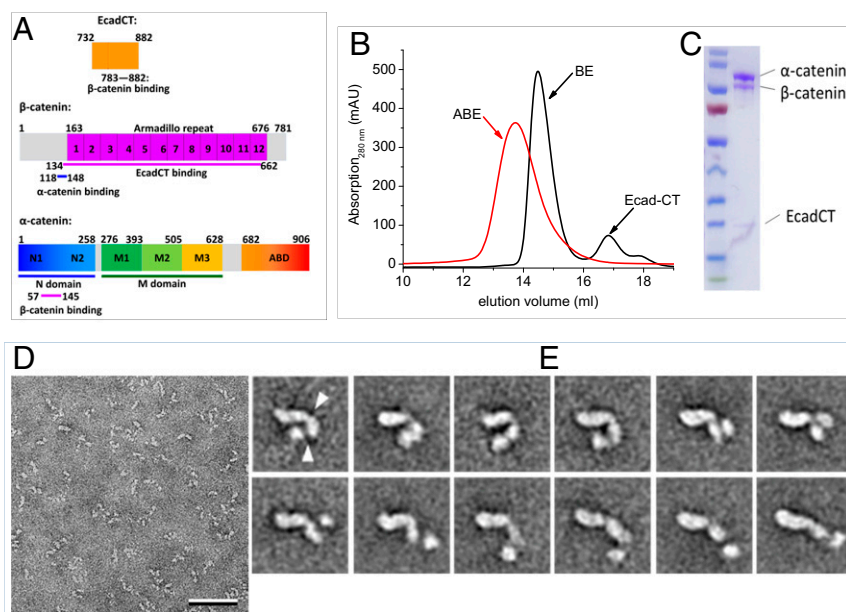 A
EcadCT:
732 882
783—882:
β-catenin binding
β-catenin:
1 163 Armadillo repeat 676 781
1 2 3 4 5 6 7 8 9 10 11 12
134 662
EcadCT binding
118 148
α-catenin binding
α-catenin:
1 258 276 393 505 628 682 906
N1 N2 M1 M2 M3 ABD
N domain M domain
57 145
β-catenin binding
B
Absorption280 nm (mAU)
500
400
300
200
100
0
10 12 14 16 18
elution volume (ml)
ABE
BE
Ecad-CT
C
α-catenin
β-catenin
EcadCT
D
E